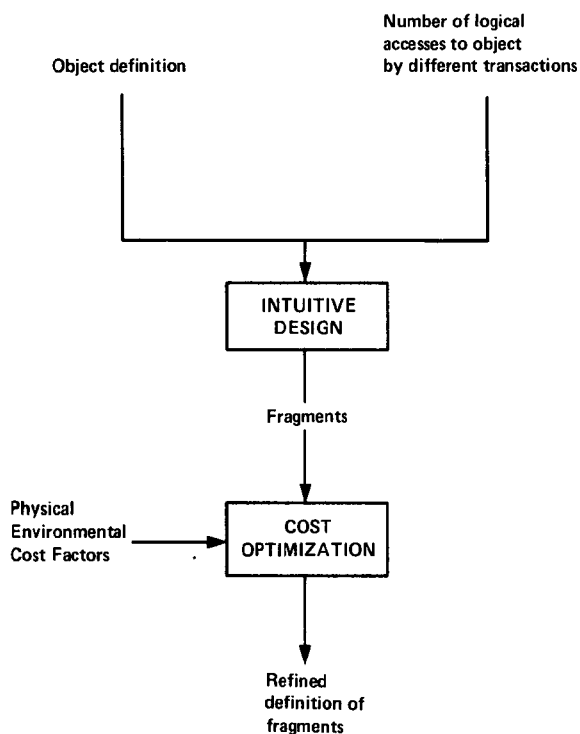 Number of logical
accesses to object
by different transactions
Object definition
INTUITIVE
DESIGN
Fragments
Physical
Environmental
Cost Factors
COST
OPTIMIZATION
Refined
definition of
fragments